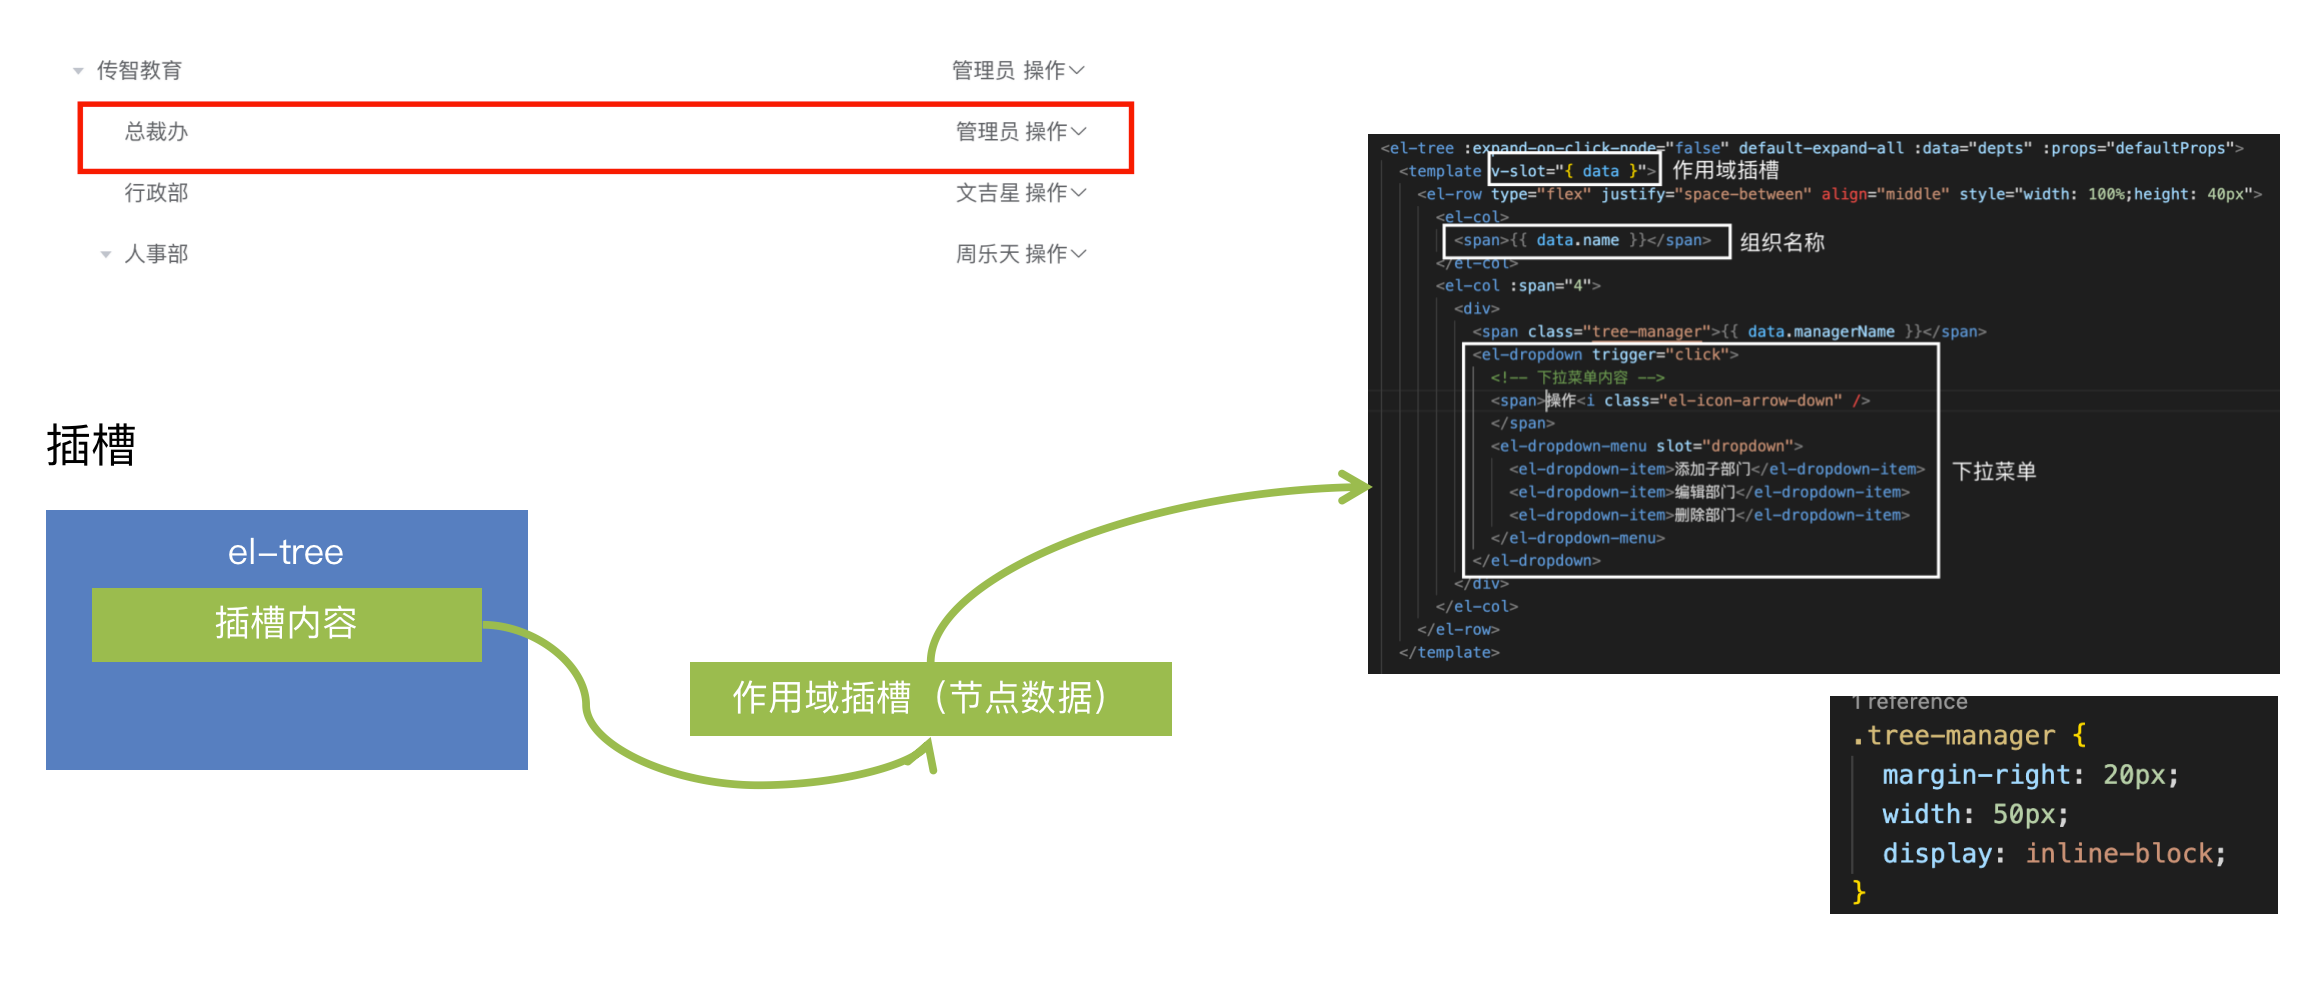 传智教育 管理员 操作
总裁办 管理员 操作
行政部 文吉星 操作
人事部 周乐天 操作
插槽
el-tree
插槽内容
作用域插槽（节点数据）
<el-tree :expand-on-click-node="false" default-expand-all :data="depts" :props="defaultProps">
<template v-slot="{ data }"> 作用域插槽
<el-row type="flex" justify="space-between" align="middle" style="width: 100%;height: 40px">
<el-col>
<span>{{ data.name }}</span> 组织名称
</el-col>
<el-col :span="4">
<div>
<span class="tree-manager">{{ data.managerName }}</span>
<el-dropdown trigger="click">
<!-- 下拉菜单内容 -->
<span>操作<i class="el-icon-arrow-down" />
</span>
<el-dropdown-menu slot="dropdown">
<el-dropdown-item>添加子部门</el-dropdown-item> 下拉菜单
<el-dropdown-item>编辑部门</el-dropdown-item>
<el-dropdown-item>删除部门</el-dropdown-item>
</el-dropdown-menu>
</el-dropdown>
</div>
</el-col>
</el-row>
</template>
1 reference
.tree-manager {
margin-right: 20px;
width: 50px;
display: inline-block;
}